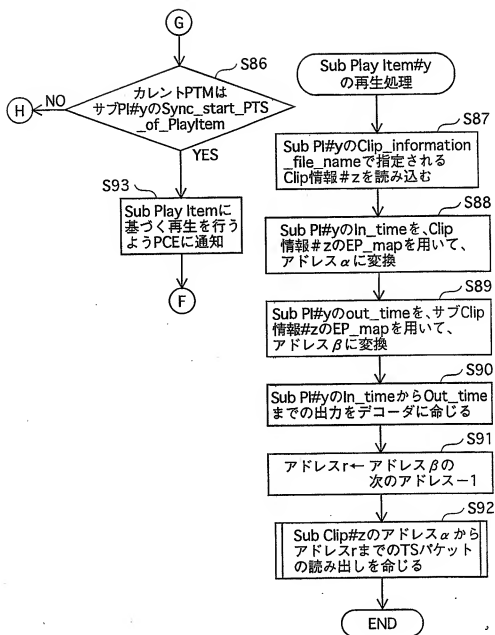 G
S86
カレントPTMは
サブPI#yのSync_start_PTS
_of_PlayItem
NO
H
YES
S93
Sub Play Itemに
基づく再生を行う
ようPCEに通知
F
Sub Play Item#y
の再生処理
S87
Sub PI#yのClip_information
_file_nameで指定される
Clip情報#zを読み込む
S88
Sub PI#yのIn_timeを、Clip
情報#zのEP_mapを用いて、
アドレスαに変換
S89
Sub PI#yのout_timeを、サブClip
情報#zのEP_mapを用いて、
アドレスβに変換
S90
Sub PI#yのIn_timeからOut_time
までの出力をデコーダに命じる
S91
アドレスr←アドレスβの
次のアドレスー1
S92
Sub Clip#zのアドレスαから
アドレスrまでのTSパケット
の読み出しを命じる
END